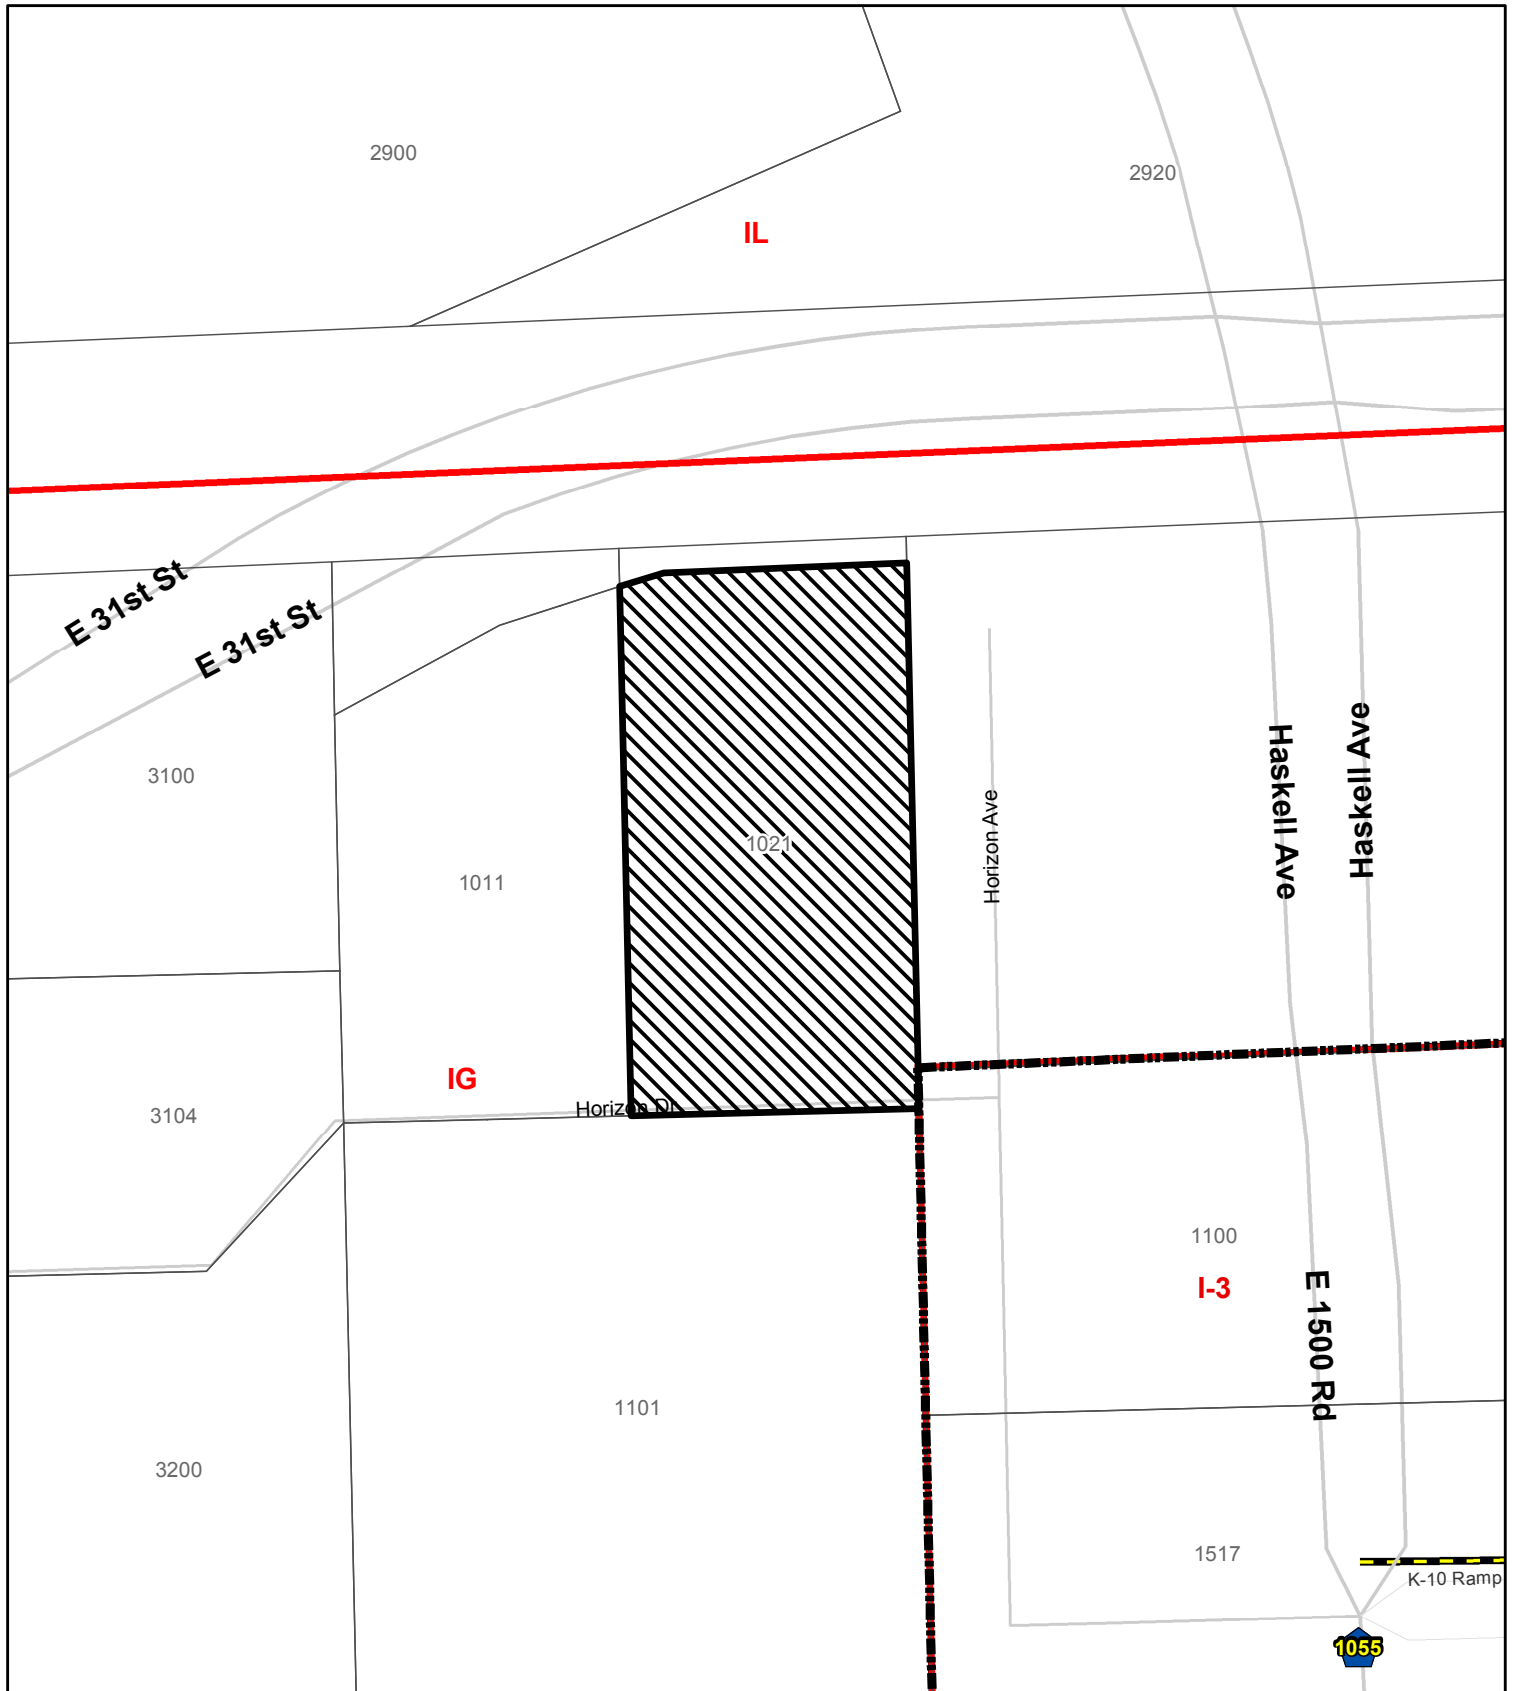 2900
2920
IL
E 31st St
E 31st St
3100
Haskell Ave
Haskell Ave
Horizon Ave
1021
1011
IG
Horizon Dr
3104
1100
I-3
E 1500 Rd
1101
3200
1517
K-10 Ramp
1055